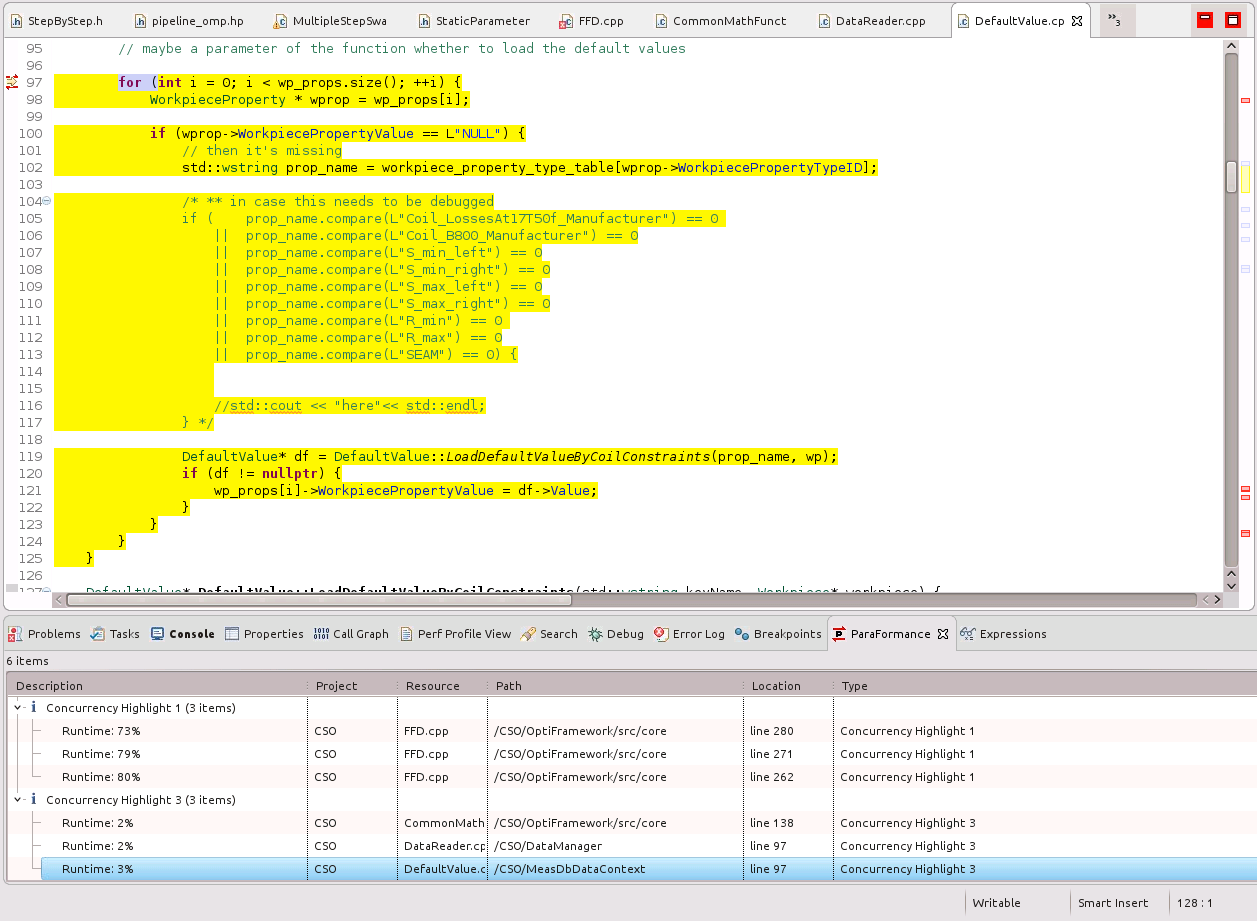 StepByStep.h pipeline_omp.hp MultipleStepSwa StaticParameter FFD.cpp CommonMathFunct DataReader.cpp DefaultValue.cp »3
95 // maybe a parameter of the function whether to load the default values
96
97 for (int i = 0; i < wp_props.size(); ++i) {
98 WorkpieceProperty * wprop = wp_props[i];
99
100 if (wprop->WorkpiecePropertyValue == L"NULL") {
101 // then it's missing
102 std::wstring prop_name = workpiece_property_type_table[wprop->WorkpiecePropertyTypeID];
103
104 /* ** in case this needs to be debugged
105 if ( prop_name.compare(L"Coil_LossesAt17T50f_Manufacturer") == 0
106 || prop_name.compare(L"Coil_B800_Manufacturer") == 0
107 || prop_name.compare(L"S_min_left") == 0
108 || prop_name.compare(L"S_min_right") == 0
109 || prop_name.compare(L"S_max_left") == 0
110 || prop_name.compare(L"S_max_right") == 0
111 || prop_name.compare(L"R_min") == 0
112 || prop_name.compare(L"R_max") == 0
113 || prop_name.compare(L"SEAM") == 0) {
114
115
116 //std::cout << "here"<< std::endl;
117 } */
118
119 DefaultValue* df = DefaultValue::LoadDefaultValueByCoilConstraints(prop_name, wp);
120 if (df != nullptr) {
121 wp_props[i]->WorkpiecePropertyValue = df->Value;
122 }
123 }
124 }
125 }
126
127 DefaultValue* DefaultValue::LoadDefaultValueByCoilConstraints(std::wstring keyName, Workpiece* workpiece) {
Problems Tasks Console Properties Call Graph Perf Profile View Search Debug Error Log Breakpoints ParaFormance Expressions
6 items
Description Project Resource Path Location Type
Concurrency Highlight 1 (3 items)
Runtime: 73% CSO FFD.cpp /CSO/OptiFramework/src/core line 280 Concurrency Highlight 1
Runtime: 79% CSO FFD.cpp /CSO/OptiFramework/src/core line 271 Concurrency Highlight 1
Runtime: 80% CSO FFD.cpp /CSO/OptiFramework/src/core line 262 Concurrency Highlight 1
Concurrency Highlight 3 (3 items)
Runtime: 2% CSO CommonMath /CSO/OptiFramework/src/core line 138 Concurrency Highlight 3
Runtime: 2% CSO DataReader.cp /CSO/DataManager line 97 Concurrency Highlight 3
Runtime: 3% CSO DefaultValue.c /CSO/MeasDbDataContext line 97 Concurrency Highlight 3
Writable Smart Insert 128 : 1